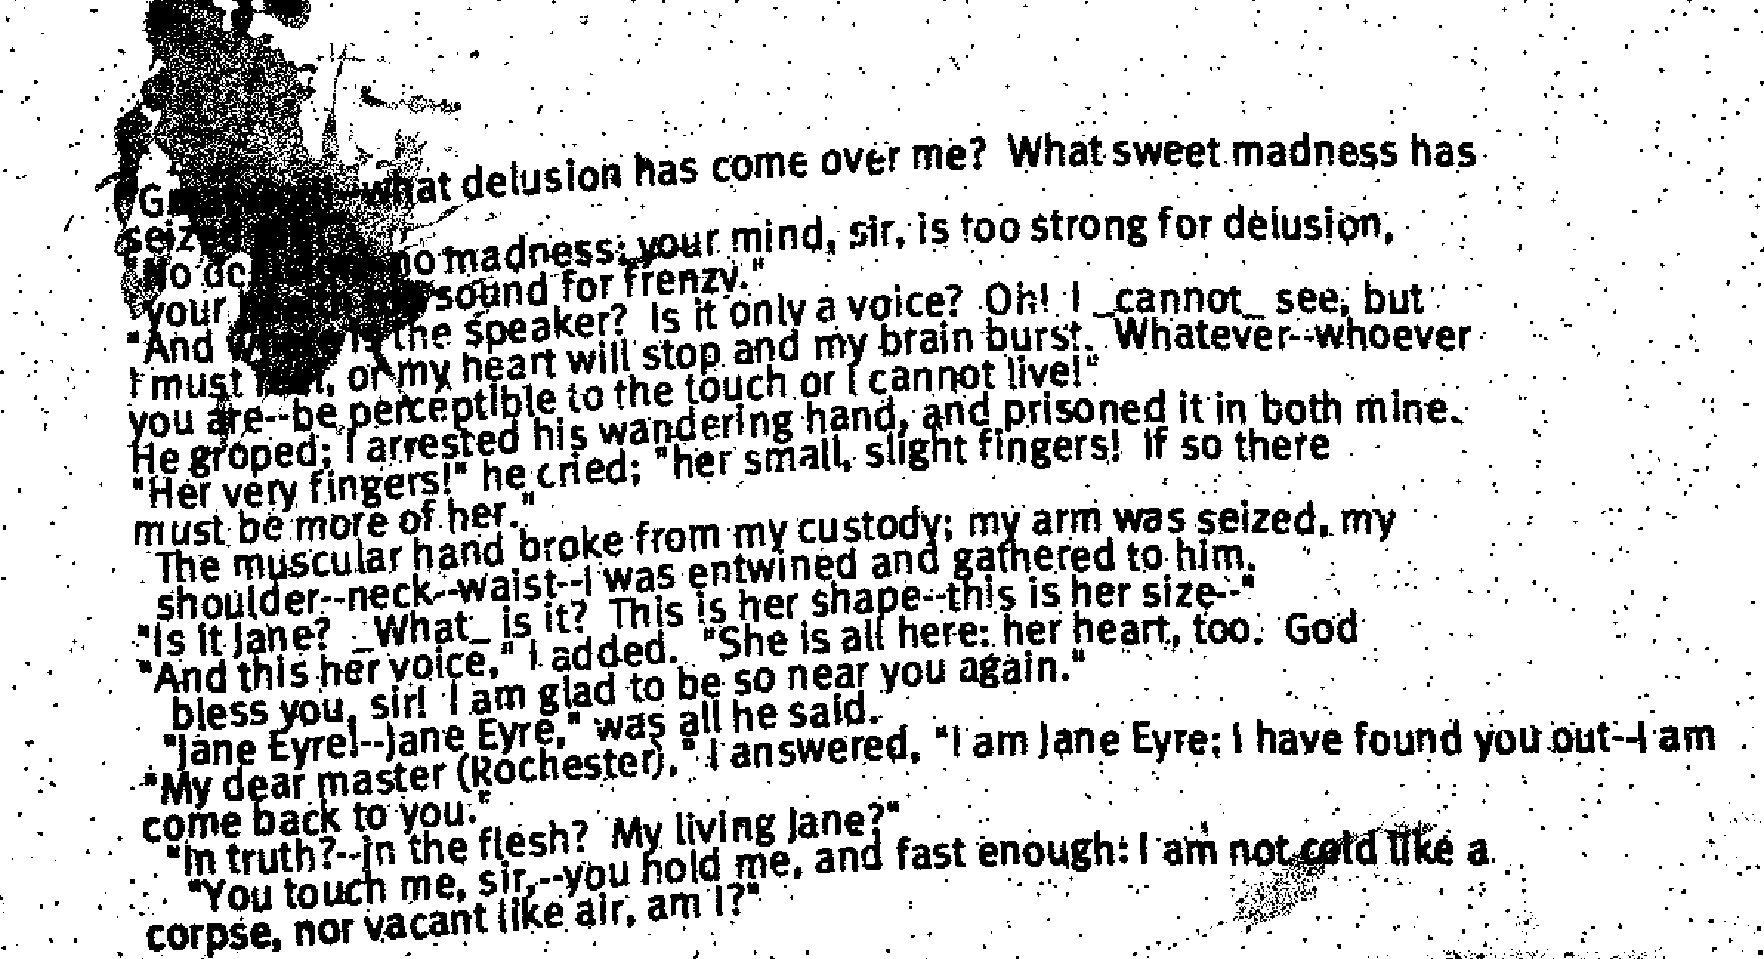 what delusion has come over me? What sweet madness has
seized
"No no madness: your mind, sir, is too strong for delusion,
your sound for frenzy."
"And where is the speaker? Is it only a voice? Oh! I _cannot_ see, but
I must feel, or my heart will stop and my brain burst. Whatever--whoever
you are--be perceptible to the touch or I cannot live!"
He groped; I arrested his wandering hand, and prisoned it in both mine.
"Her very fingers!" he cried; "her small, slight fingers! If so there
must be more of her."
The muscular hand broke from my custody; my arm was seized, my
shoulder--neck--waist--I was entwined and gathered to him.
"Is it Jane? _What_ is it? This is her shape--this is her size--"
"And this her voice," I added. "She is all here: her heart, too. God
bless you, sir! I am glad to be so near you again."
"Jane Eyre!--Jane Eyre," was all he said.
"My dear master (Rochester)," I answered, "I am Jane Eyre: I have found you out--I am
come back to you."
"In truth?--in the flesh? My living Jane?"
"You touch me, sir,--you hold me, and fast enough: I am not cold like a
corpse, nor vacant like air, am I?"